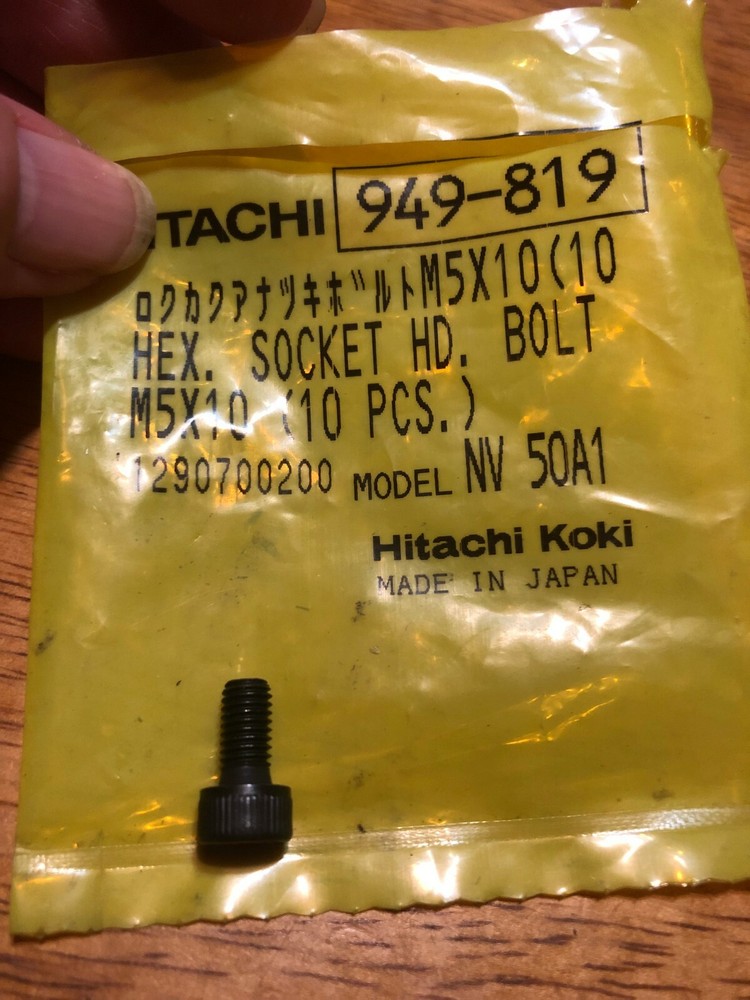 ITACHI 949-819
ロクカクアナツキボルトM5X10(10
HEX. SOCKET HD. BOLT
M5X10 (10 PCS.)
1290700200 MODEL NV 50A1
Hitachi Koki
MADE IN JAPAN